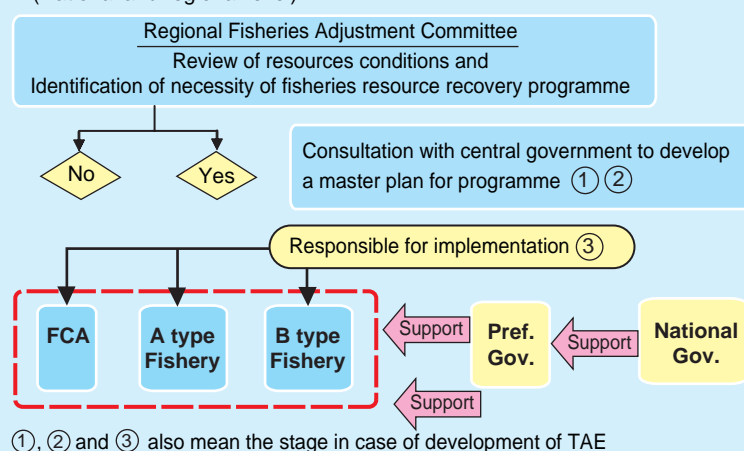 Regional Fisheries Adjustment Committee
Review of resources conditions and
Identification of necessity of fisheries resource recovery programme
No
Yes
Consultation with central government to develop
a master plan for programme ① ②
Responsible for implementation ③
FCA
A type
Fishery
B type
Fishery
Support
Pref.
Gov.
Support
National
Gov.
Support
①, ② and ③ also mean the stage in case of development of TAE